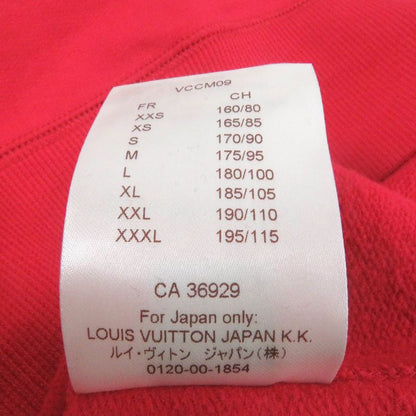 VCCM09
FR CH
XXS 160/80
XS 165/85
S 170/90
M 175/95
L 180/100
XL 185/105
XXL 190/110
XXXL 195/115
CA 36929
For Japan only:
LOUIS VUITTON JAPAN K.K.
ルイ・ヴィトン ジャパン(株)
0120-00-1854